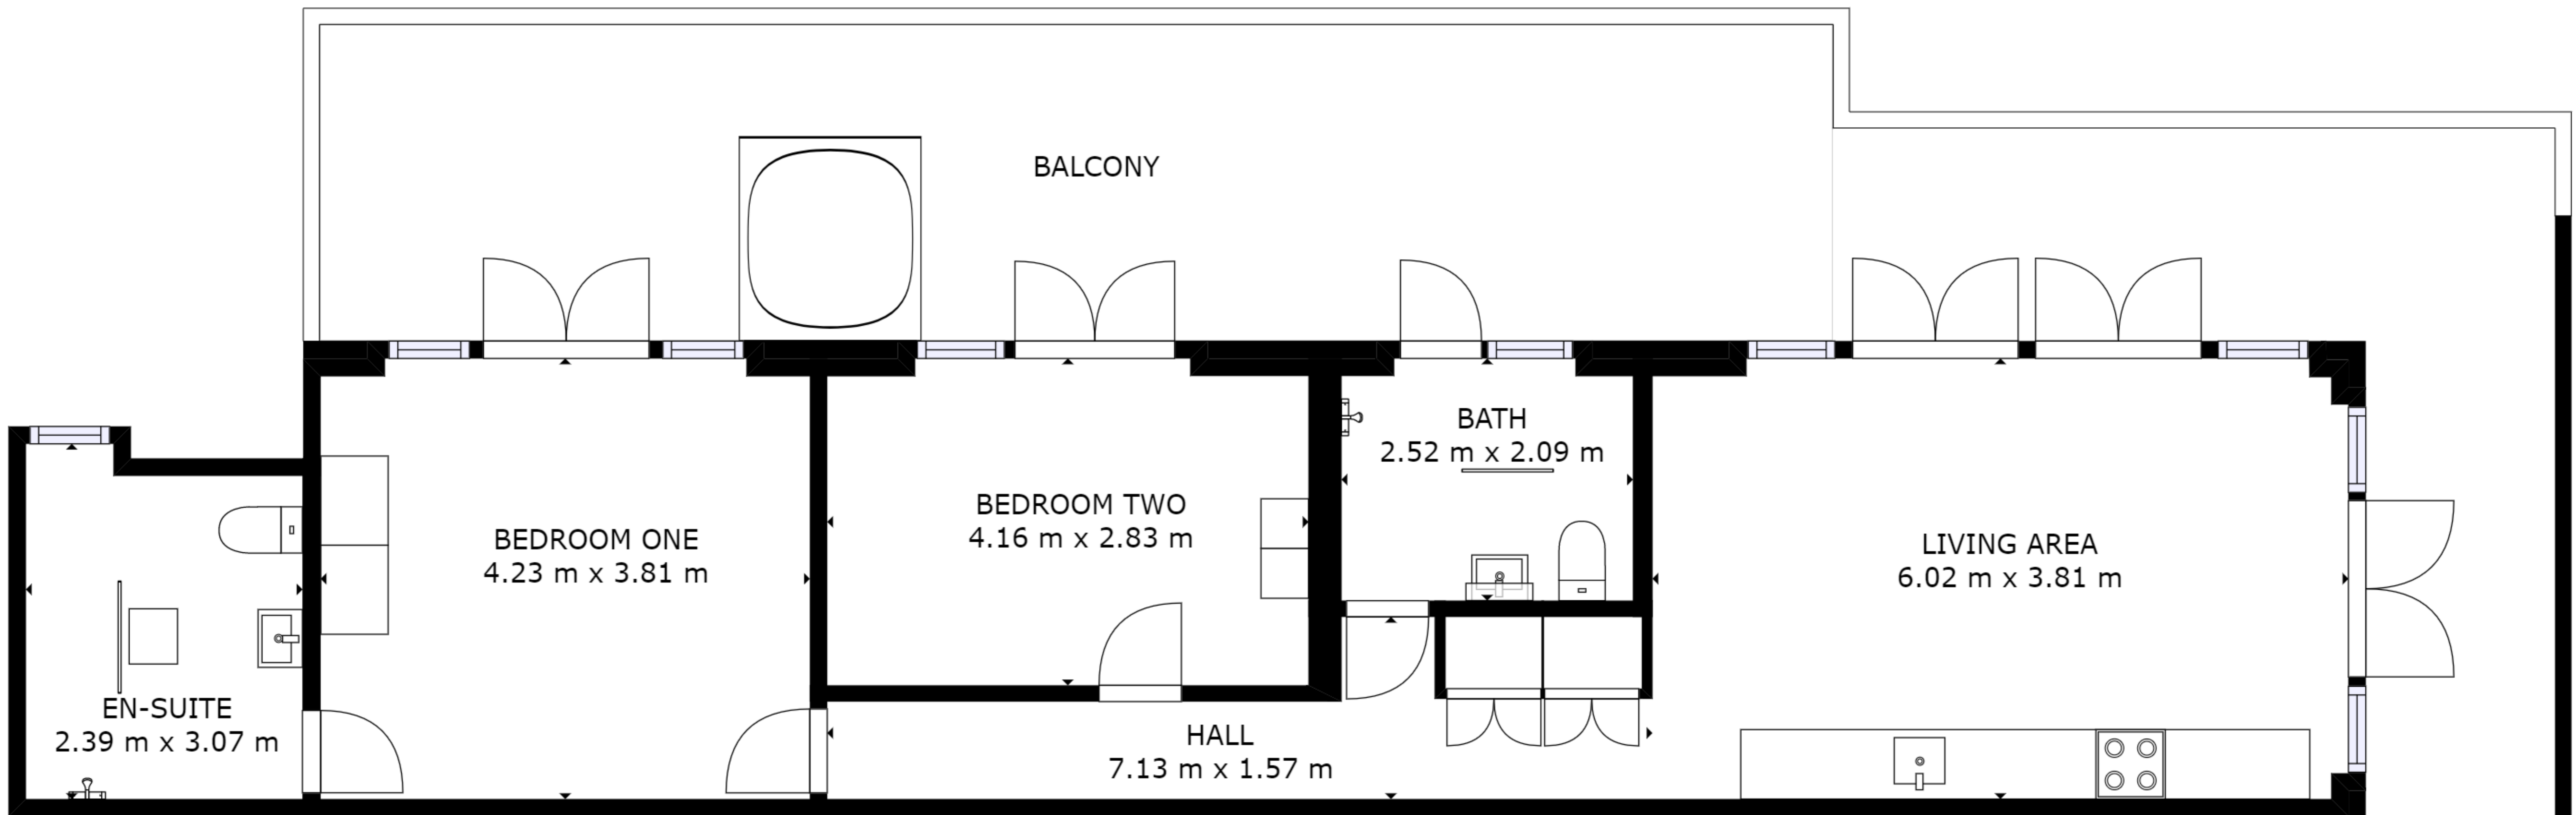 BALCONY
BATH
2.52 m x 2.09 m
BEDROOM TWO
4.16 m x 2.83 m
BEDROOM ONE
4.23 m x 3.81 m
LIVING AREA
6.02 m x 3.81 m
EN-SUITE
2.39 m x 3.07 m
HALL
7.13 m x 1.57 m